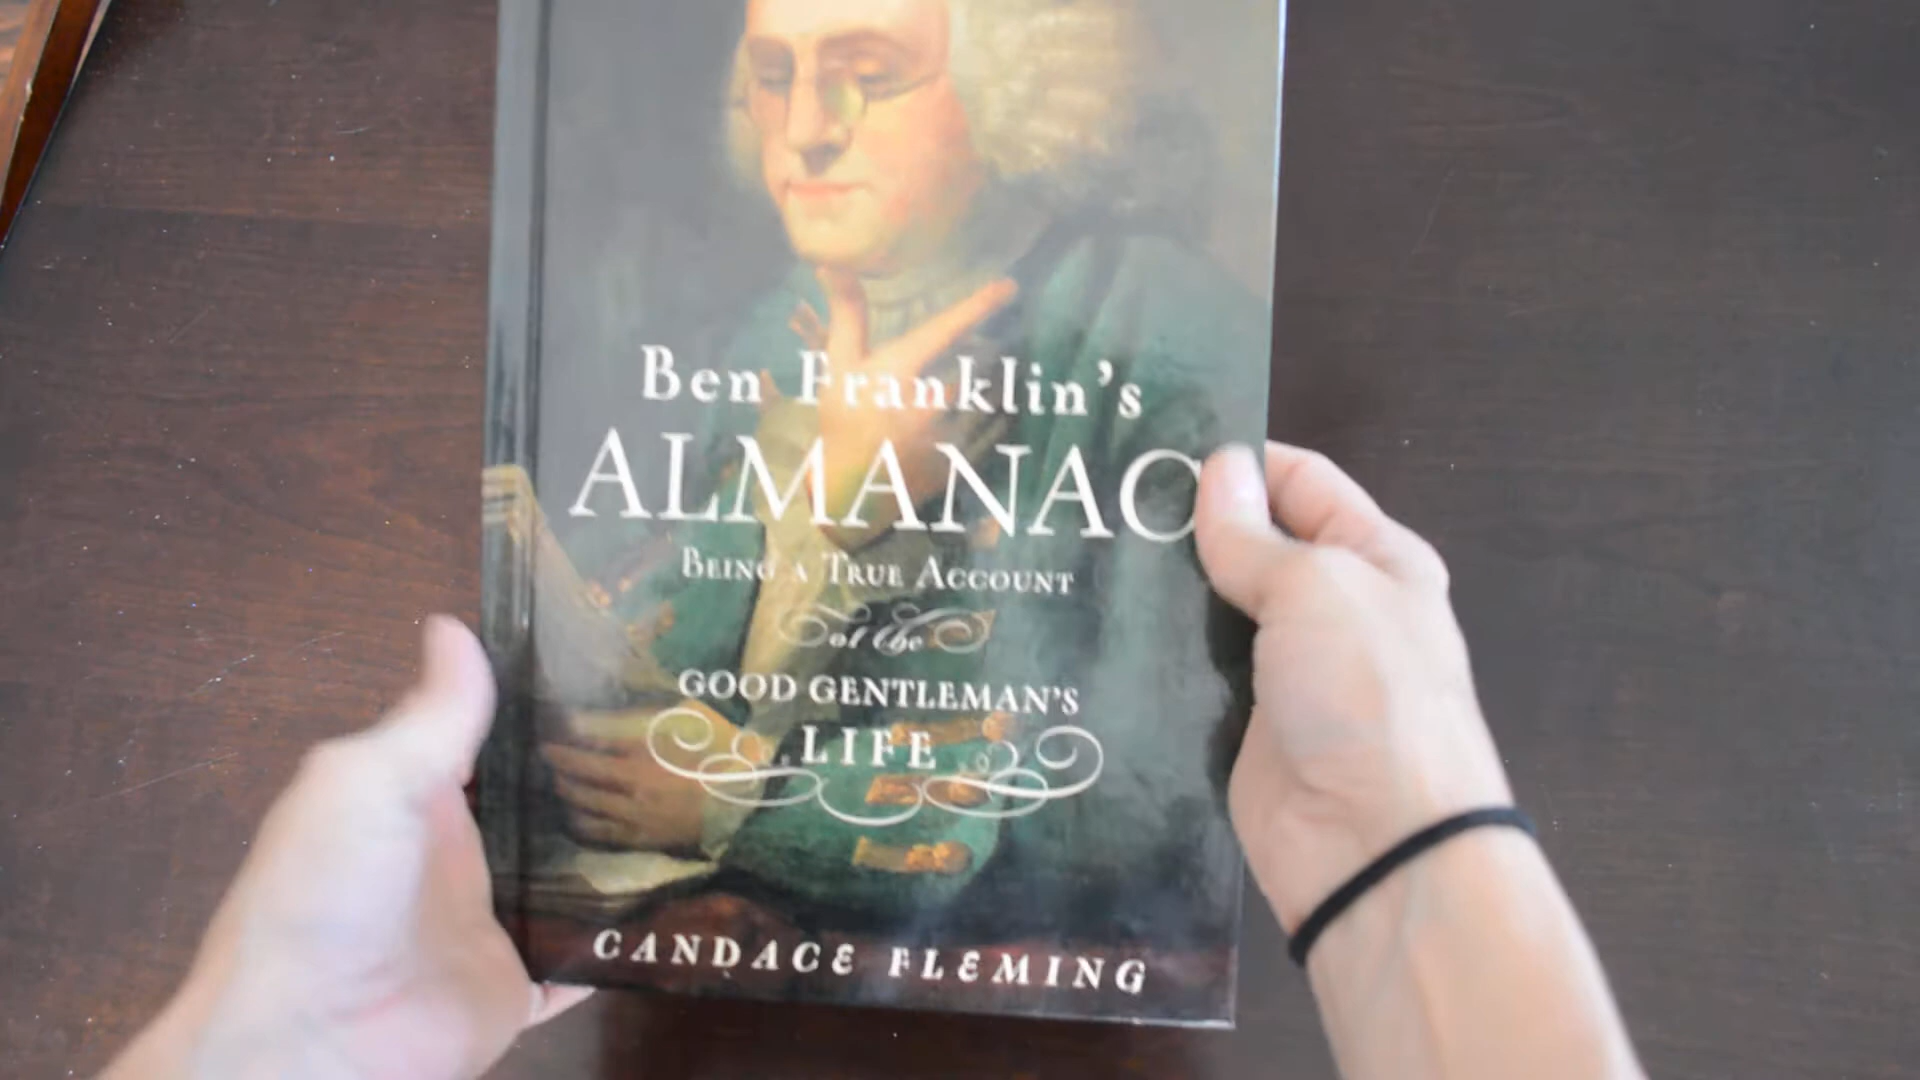 Ben Franklin's
ALMANAC
BEING A TRUE ACCOUNT
of the
GOOD GENTLEMAN'S
LIFE
CANDACE FLEMING